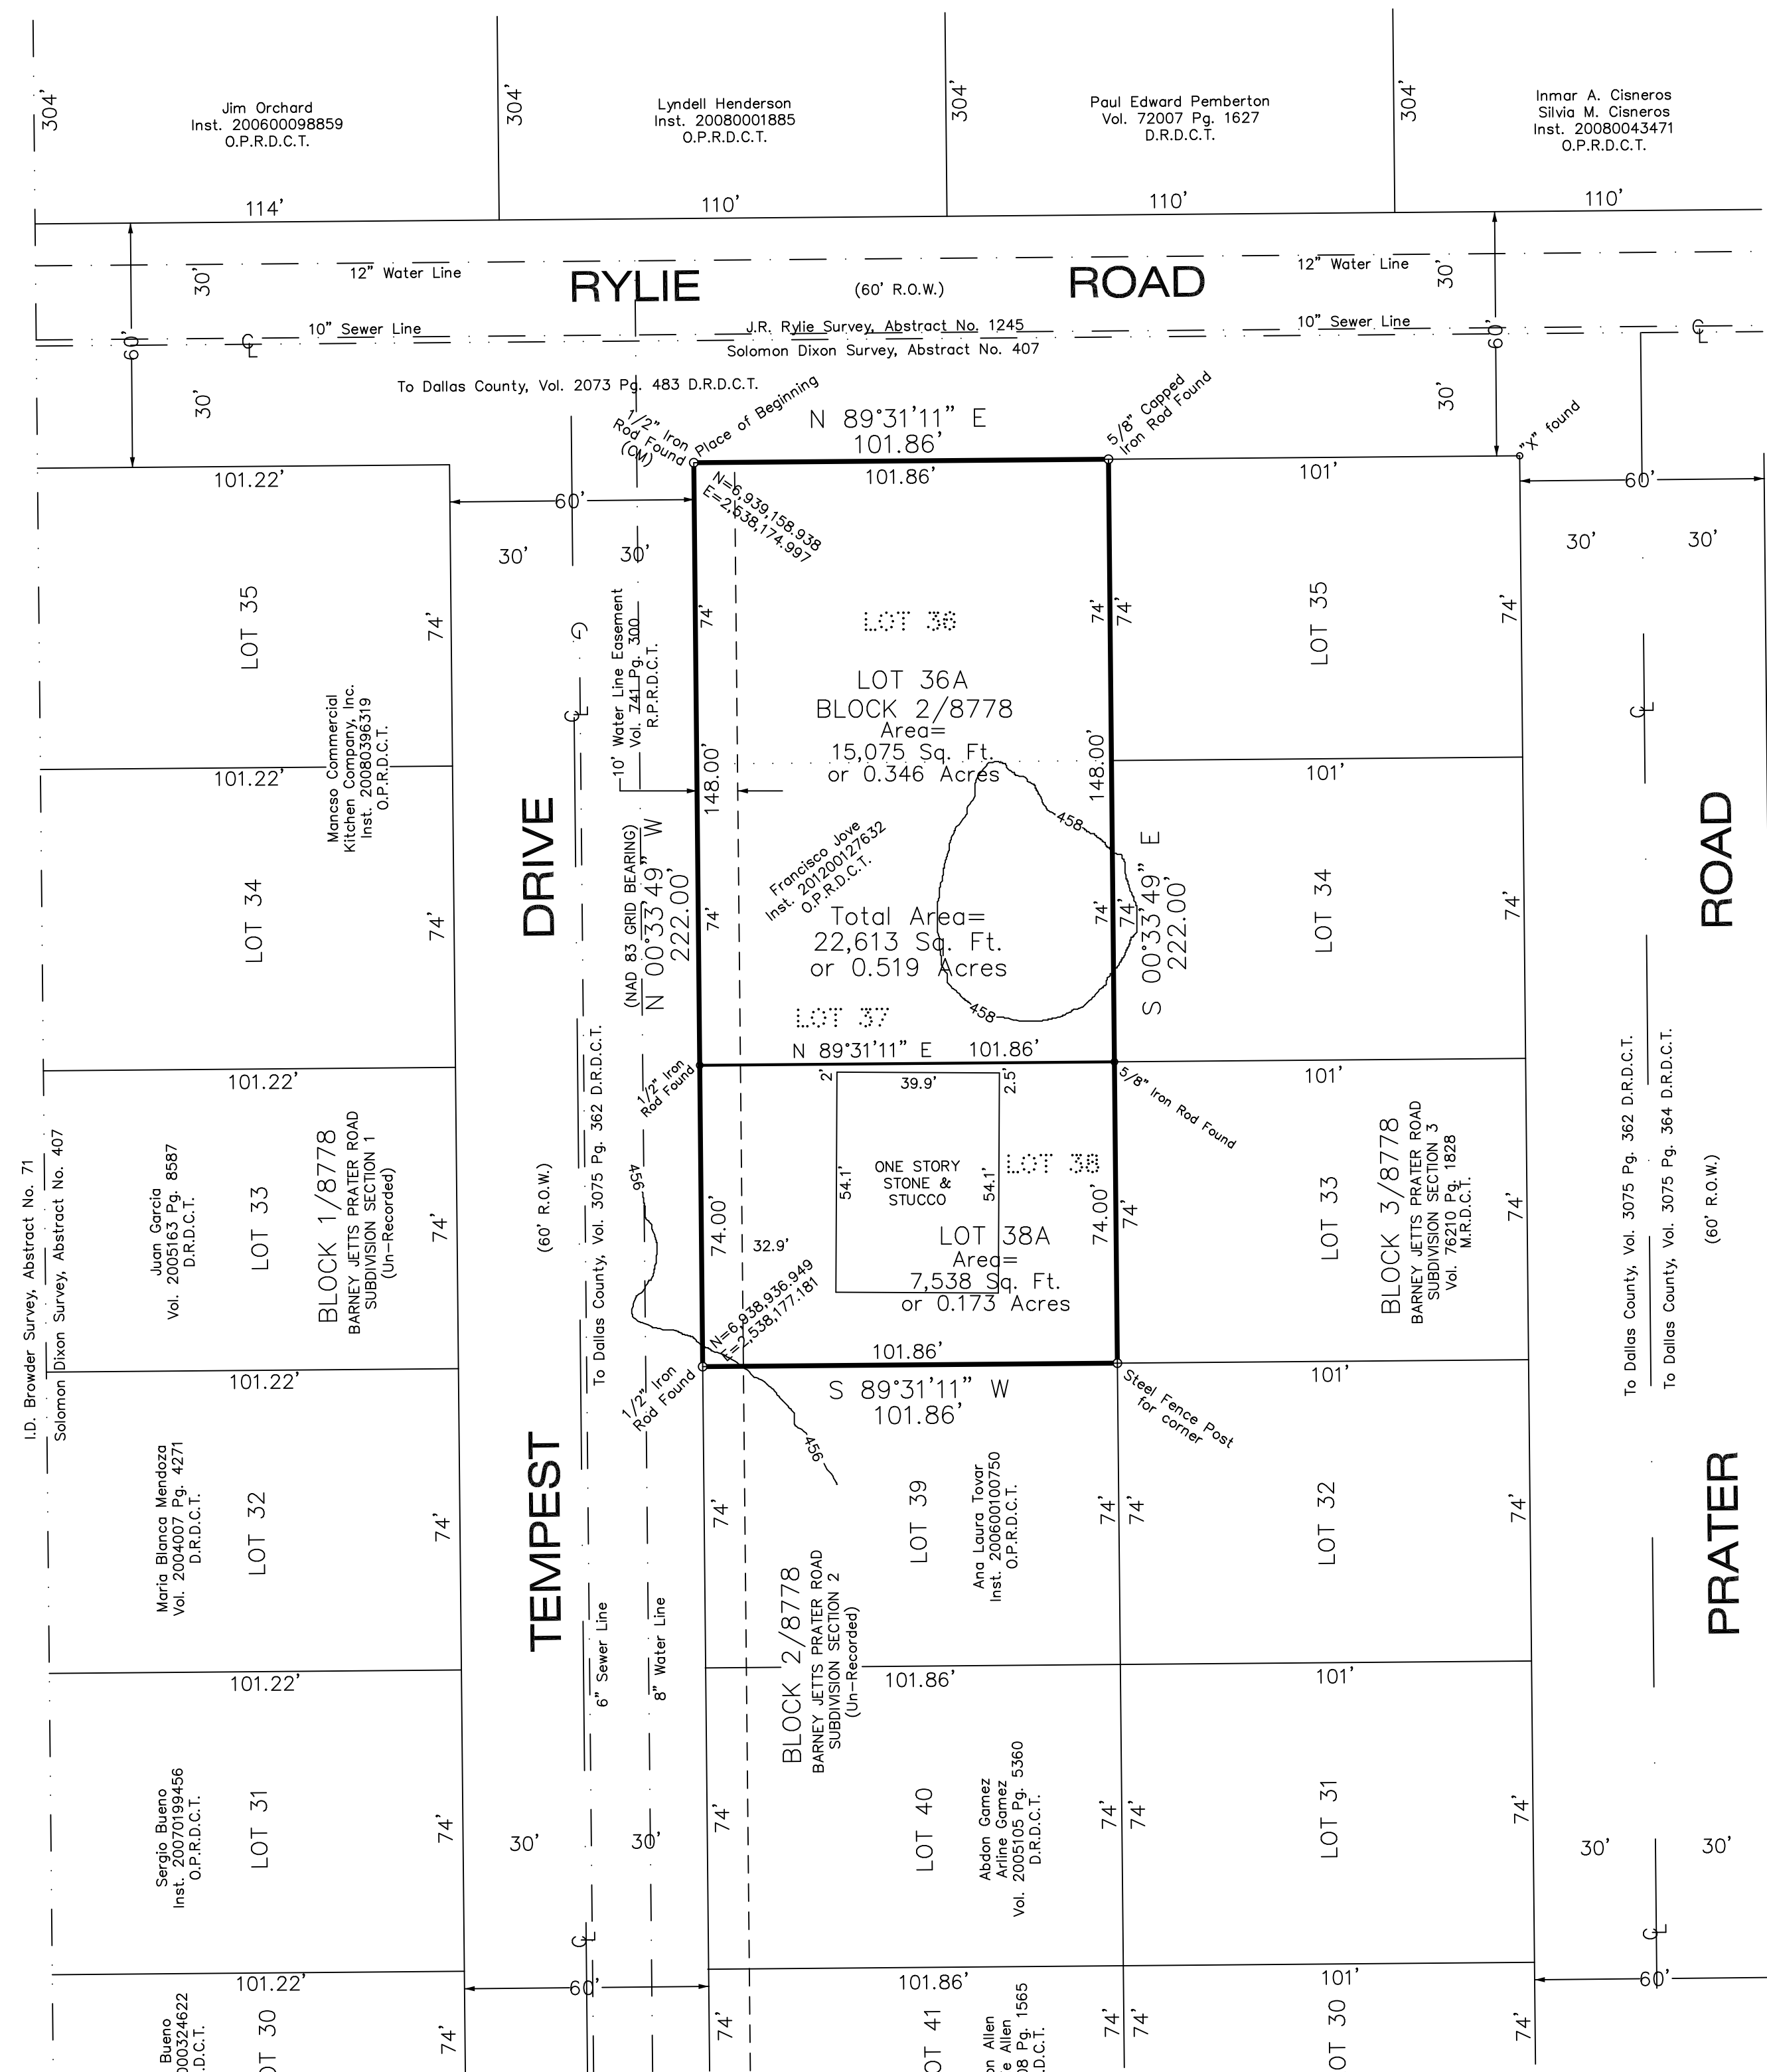 304'
304'
304'
304'
Jim Orchard
Inst. 200600098859
O.P.R.D.C.T.
Lyndell Henderson
Inst. 20080001885
O.P.R.D.C.T.
Paul Edward Pemberton
Vol. 72007 Pg. 1627
D.R.D.C.T.
Inmar A. Cisneros
Silvia M. Cisneros
Inst. 20080043471
O.P.R.D.C.T.
114'
110'
110'
110'
30'
12" Water Line
RYLIE
(60' R.O.W.)
ROAD
12" Water Line
30'
60'
10" Sewer Line
J.R. Rylie Survey, Abstract No. 1245
10" Sewer Line
60'
Solomon Dixon Survey, Abstract No. 407
30'
To Dallas County, Vol. 2073 Pg. 483 D.R.D.C.T.
30'
1/2" Iron
Rod Found
(CM)
Place of Beginning
N 89°31'11" E
101.86'
5/8" Capped
Iron Rod Found
"X" found
101.22'
60'
101.86'
101'
60'
N=6,939,158.938
E=2,538,174.997
30'
30'
30'
30'
LOT 35
74'
74'
LOT 36
74'
74'
LOT 35
74'
10' Water Line Easement
Vol. 741 Pg. 300
R.P.R.D.C.T.
LOT 36A
BLOCK 2/8778
Area=
15,075 Sq. Ft.
or 0.346 Acres
Mancso Commercial
Kitchen Company, Inc.
Inst. 20080396319
O.P.R.D.C.T.
101.22'
148.00'
148.00'
101'
458
DRIVE
(NAD 83 GRID BEARING)
N 00°33'49" W
222.00'
Francisco Jove
Inst. 201200127632
O.P.R.D.C.T.
S 00°33'49" E
222.00'
ROAD
LOT 34
74'
74'
Total Area=
22,613 Sq. Ft.
or 0.519 Acres
74'
74'
LOT 34
74'
LOT 37
458
N 89°31'11" E 101.86'
101.22'
1/2" Iron
Rod Found
2'
39.9'
2.5'
5/8" Iron Rod Found
101'
I.D. Browder Survey, Abstract No. 71
Solomon Dixon Survey, Abstract No. 407
Juan Garcia
Vol. 2005163 Pg. 8587
D.R.D.C.T.
LOT 33
BLOCK 1/8778
BARNEY JETTS PRATER ROAD
SUBDIVISION SECTION 1
(Un-Recorded)
74'
(60' R.O.W.)
To Dallas County, Vol. 3075 Pg. 362 D.R.D.C.T.
456
54.1'
ONE STORY
STONE &
STUCCO
54.1'
LOT 38
74.00'
32.9'
LOT 38A
Area=
7,538 Sq. Ft.
or 0.173 Acres
74.00'
74'
LOT 33
BLOCK 3/8778
BARNEY JETTS PRATER ROAD
SUBDIVISION SECTION 3
Vol. 76210 Pg. 1828
M.R.D.C.T.
74'
To Dallas County, Vol. 3075 Pg. 362 D.R.D.C.T.
To Dallas County, Vol. 3075 Pg. 364 D.R.D.C.T.
(60' R.O.W.)
N=6,938,936.949
E=2,538,177.181
101.86'
101.22'
1/2" Iron
Rod Found
S 89°31'11" W
101.86'
Steel Fence Post
for corner
101'
456
Maria Blanca Mendoza
Vol. 2004007 Pg. 4271
D.R.D.C.T.
LOT 32
74'
TEMPEST
74'
LOT 39
Ana Laura Tovar
Inst. 200600100750
O.P.R.D.C.T.
74'
74'
LOT 32
74'
PRATER
6" Sewer Line
8" Water Line
BLOCK 2/8778
BARNEY JETTS PRATER ROAD
SUBDIVISION SECTION 2
(Un-Recorded)
101.22'
101.86'
101'
Sergio Bueno
Inst. 20070199456
O.P.R.D.C.T.
LOT 31
74'
30'
30'
74'
LOT 40
Abdon Gamez
Arline Gamez
Vol. 2005105 Pg. 5360
D.R.D.C.T.
74'
74'
LOT 31
74'
30'
30'
101.22'
60'
101.86'
101'
60'
Bueno
000324622
.D.C.T.
OT 30
74'
74'
OT 41
on Allen
e Allen
08 Pg. 1565
.D.C.T.
74'
74'
OT 30
74'